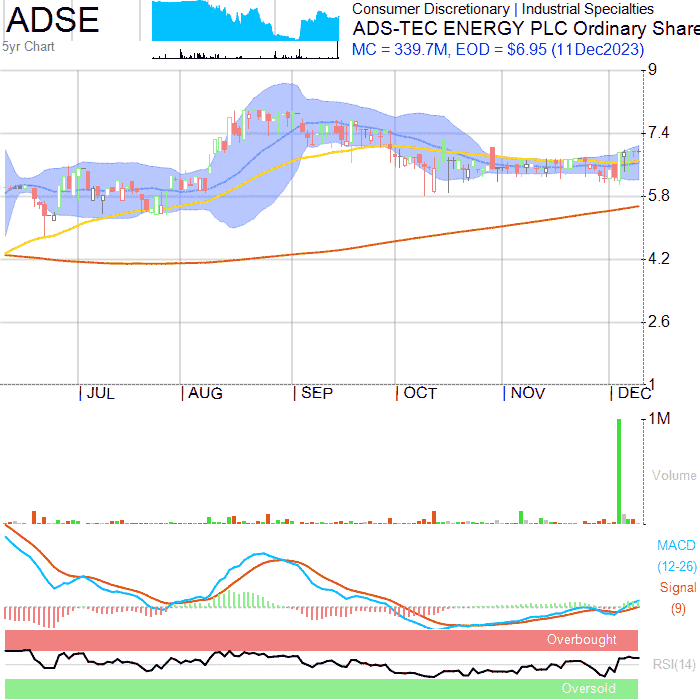 ADSE
5yr Chart
Consumer Discretionary | Industrial Specialties
ADS-TEC ENERGY PLC Ordinary Share
MC = 339.7M, EOD = $6.95 (11Dec2023)
9
7.4
5.8
4.2
2.6
1
JUL AUG SEP OCT NOV DEC
1M
Volume
MACD
(12-26)
Signal
(9)
Overbought
RSI(14)
Oversold